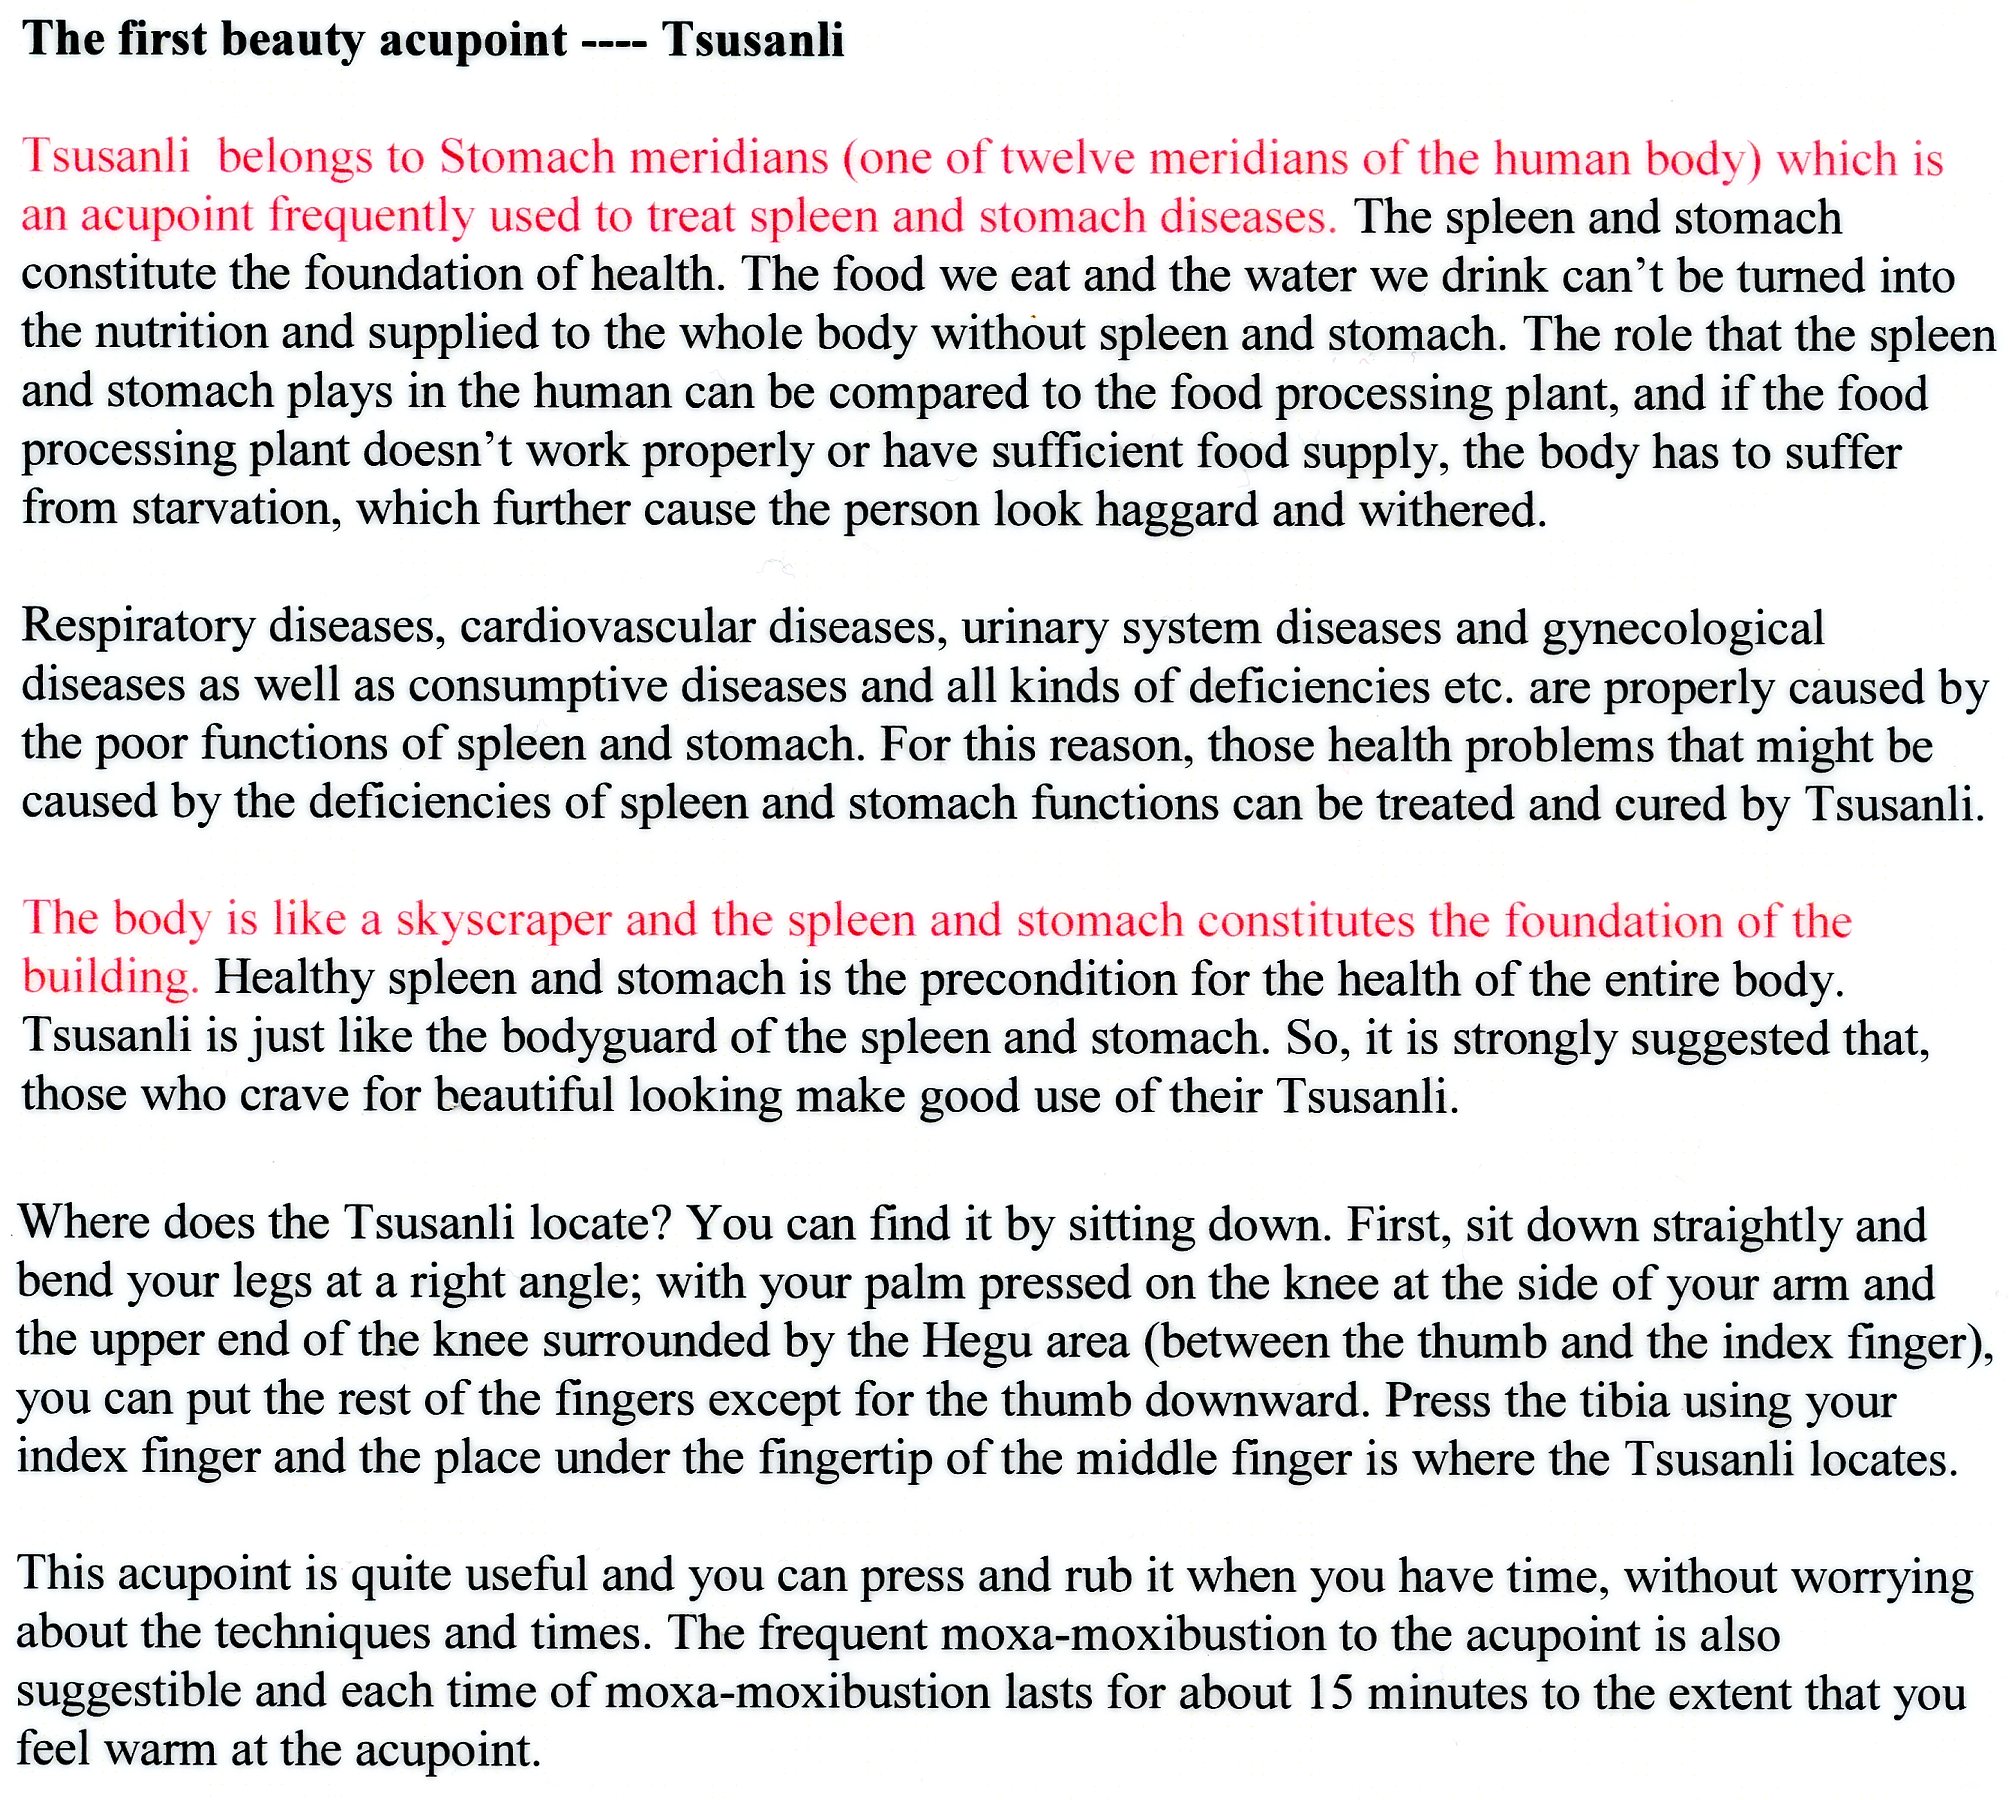 The first beauty acupoint ---- Tsusanli
Tsusanli belongs to Stomach meridians (one of twelve meridians of the human body) which is
an acupoint frequently used to treat spleen and stomach diseases. The spleen and stomach
constitute the foundation of health. The food we eat and the water we drink can’t be turned into
the nutrition and supplied to the whole body without spleen and stomach. The role that the spleen
and stomach plays in the human can be compared to the food processing plant, and if the food
processing plant doesn’t work properly or have sufficient food supply, the body has to suffer
from starvation, which further cause the person look haggard and withered.
Respiratory diseases, cardiovascular diseases, urinary system diseases and gynecological
diseases as well as consumptive diseases and all kinds of deficiencies etc. are properly caused by
the poor functions of spleen and stomach. For this reason, those health problems that might be
caused by the deficiencies of spleen and stomach functions can be treated and cured by Tsusanli.
The body is like a skyscraper and the spleen and stomach constitutes the foundation of the
building. Healthy spleen and stomach is the precondition for the health of the entire body.
Tsusanli is just like the bodyguard of the spleen and stomach. So, it is strongly suggested that,
those who crave for beautiful looking make good use of their Tsusanli.
Where does the Tsusanli locate? You can find it by sitting down. First, sit down straightly and
bend your legs at a right angle; with your palm pressed on the knee at the side of your arm and
the upper end of the knee surrounded by the Hegu area (between the thumb and the index finger),
you can put the rest of the fingers except for the thumb downward. Press the tibia using your
index finger and the place under the fingertip of the middle finger is where the Tsusanli locates.
This acupoint is quite useful and you can press and rub it when you have time, without worrying
about the techniques and times. The frequent moxa-moxibustion to the acupoint is also
suggestible and each time of moxa-moxibustion lasts for about 15 minutes to the extent that you
feel warm at the acupoint.